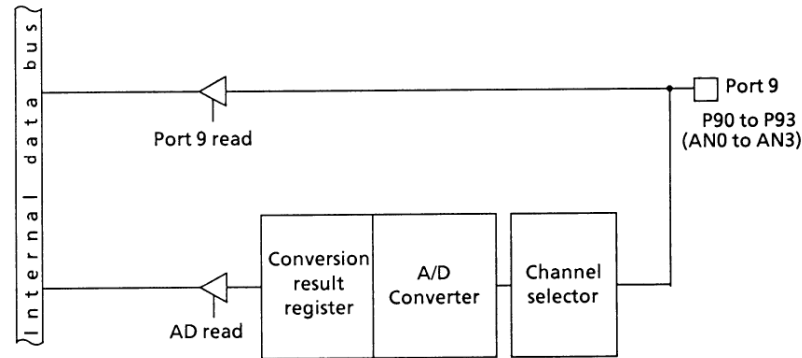 Internal data bus
Port 9
P90 to P93
(AN0 to AN3)
Port 9 read
Conversion
result
register
A/D
Converter
Channel
selector
AD read